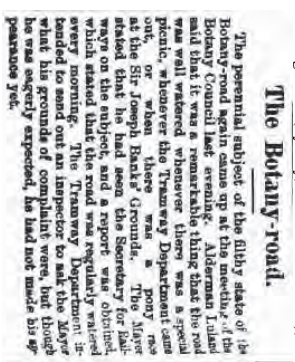 The Botany-road.
The perennial subject of the filthy state of the
Botany-road again came up at the meeting of the
Botany Council last evening. Alderman Luland
said that it was a remarkable thing that the road
was well watered whenever there was a special
picnic, whenever the Tramway Department came
out, or when there was a pony race
at the Sir Joseph Banks' Grounds. The Mayor
stated that he had seen the Secretary for Rail-
ways on the subject, and a report was obtained,
which stated that the road was regularly watered
every morning. The Tramway Department in-
tended to send out an inspector to ask the Mayor
what his grounds of complaint were, but though
he was eagerly expected, he had not made his ap-
pearance yet.